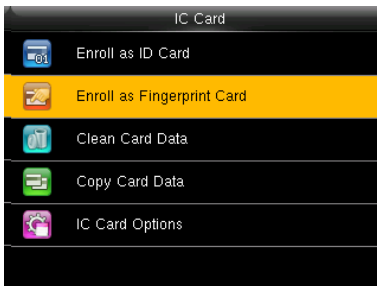 IC Card
01
Enroll as ID Card
Enroll as Fingerprint Card
Clean Card Data
Copy Card Data
IC Card Options